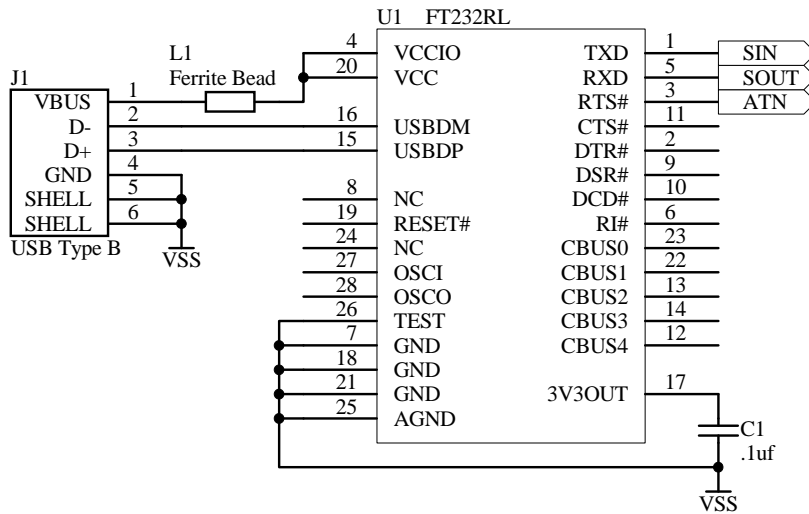 U1 FT232RL
4 VCCIO TXD 1 SIN
L1 20 VCC RXD 5 SOUT
J1 Ferrite Bead RTS# 3 ATN
VBUS 1
D- 2 16 USBDM CTS# 11
D+ 3 15 USBDP DTR# 2
GND 4 DSR# 9
SHELL 5 8 NC DCD# 10
SHELL 6 19 RESET# RI# 6
USB Type B VSS 24 NC CBUS0 23
27 OSCI CBUS1 22
28 OSCO CBUS2 13
26 TEST CBUS3 14
7 GND CBUS4 12
18 GND
21 GND 3V3OUT 17
25 AGND
C1
.1uf
VSS